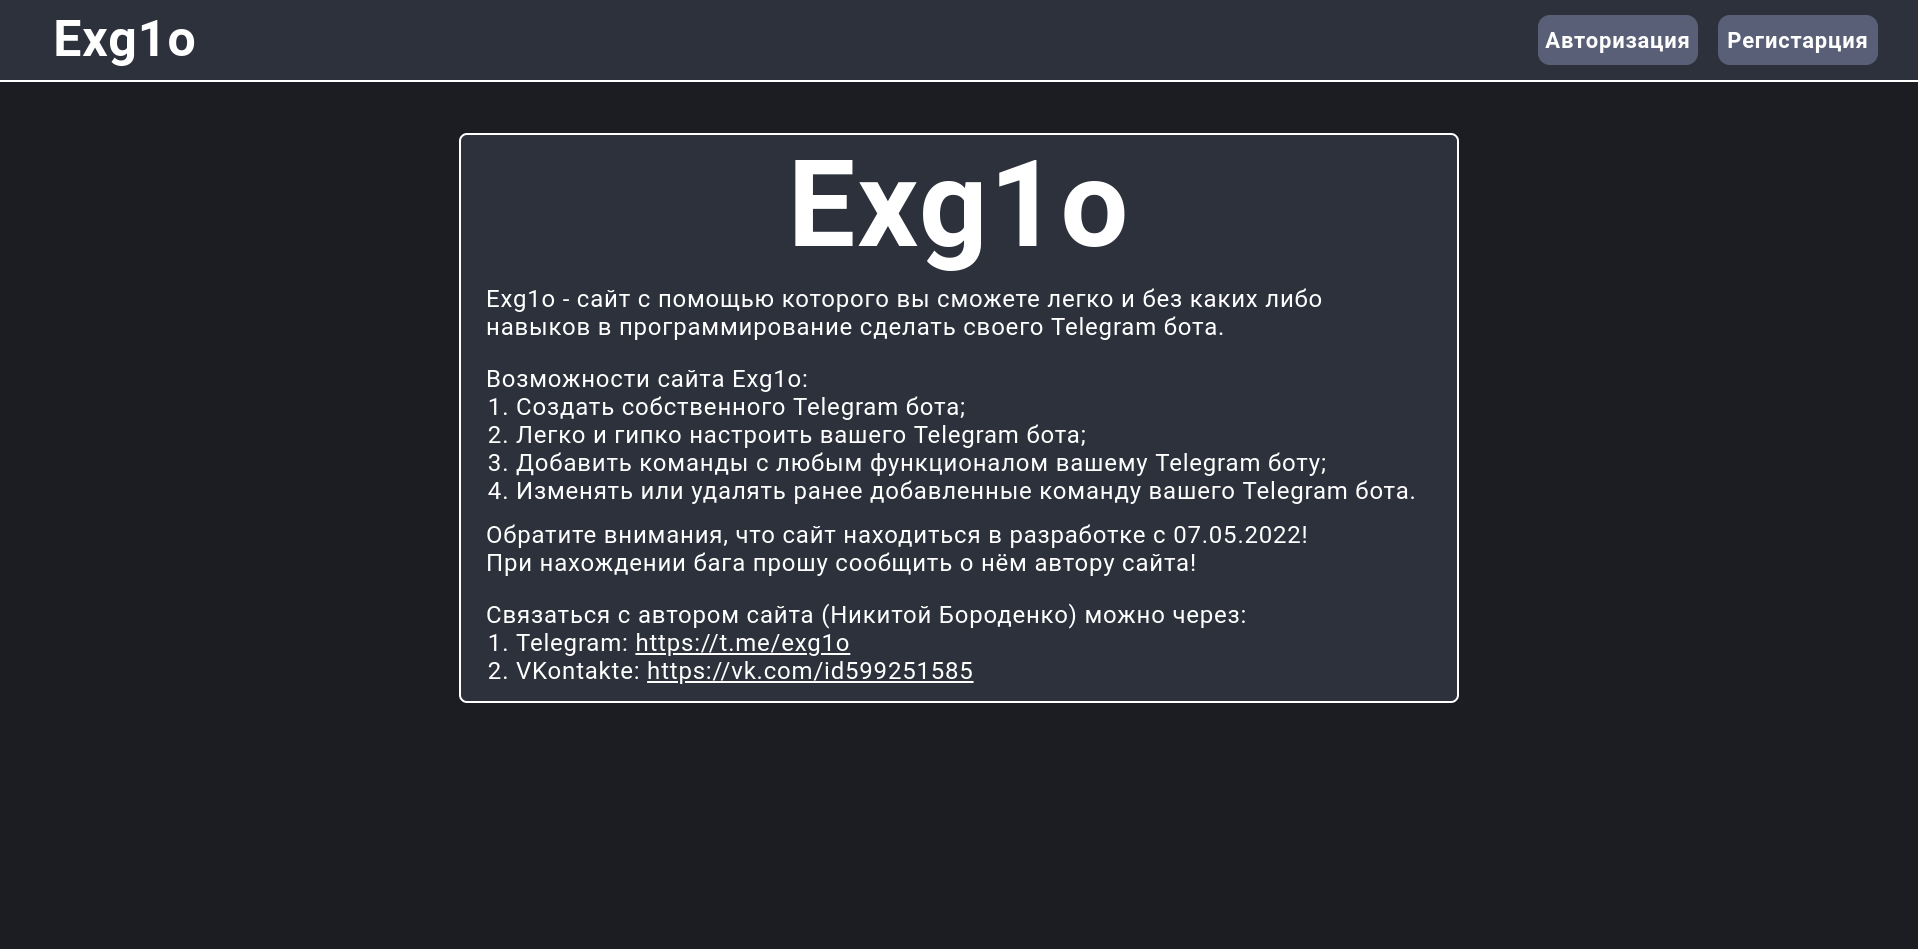 Exg1o
Авторизация
Регистарция
Exg1o
Exg1o - сайт с помощью которого вы сможете легко и без каких либо
навыков в программирование сделать своего Telegram бота.
Возможности сайта Exg1o:
1. Создать собственного Telegram бота;
2. Легко и гипко настроить вашего Telegram бота;
3. Добавить команды с любым функционалом вашему Telegram боту;
4. Изменять или удалять ранее добавленные команду вашего Telegram бота.
Обратите внимания, что сайт находиться в разработке с 07.05.2022!
При нахождении бага прошу сообщить о нём автору сайта!
Связаться с автором сайта (Никитой Бороденко) можно через:
1. Telegram: https://t.me/exg1o
2. VKontakte: https://vk.com/id599251585